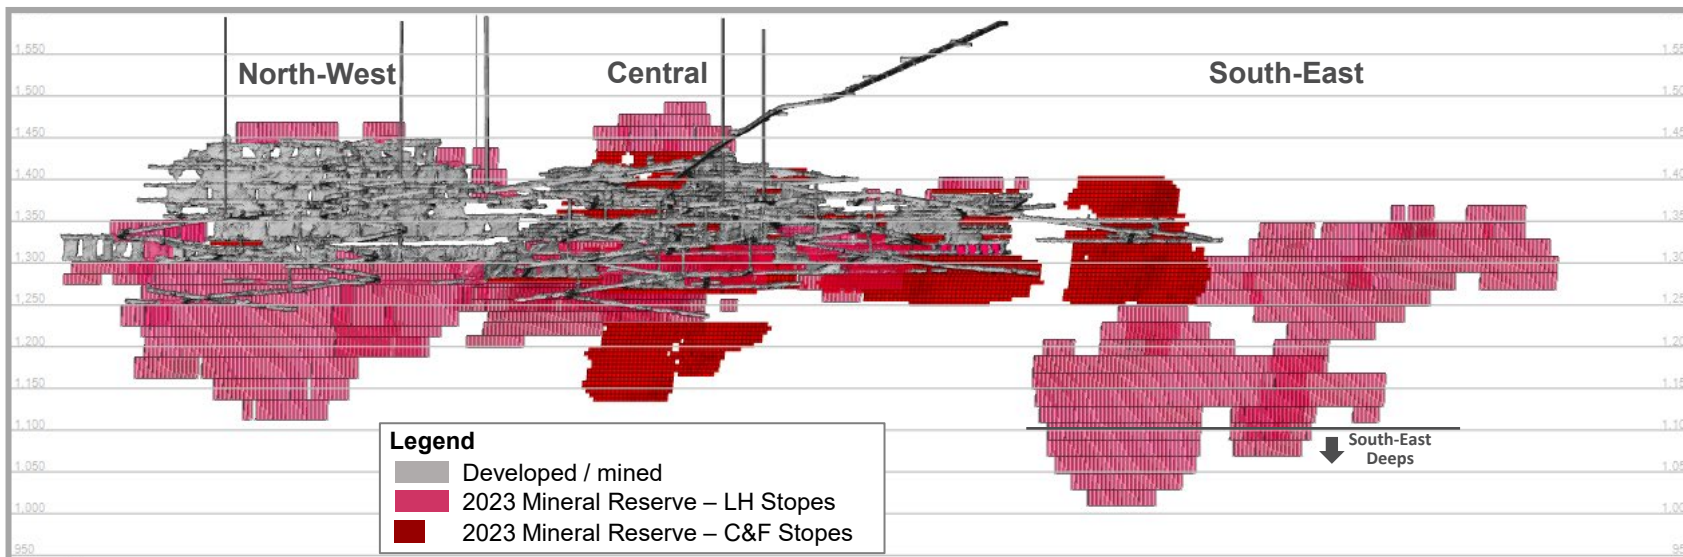 1,550
1,500
1,450
1,400
1,350
1,300
1,250
1,200
1,150
1,100
1,050
1,000
950
North-West
Central
South-East
South-East
Deeps
Legend
Developed / mined
2023 Mineral Reserve – LH Stopes
2023 Mineral Reserve – C&F Stopes